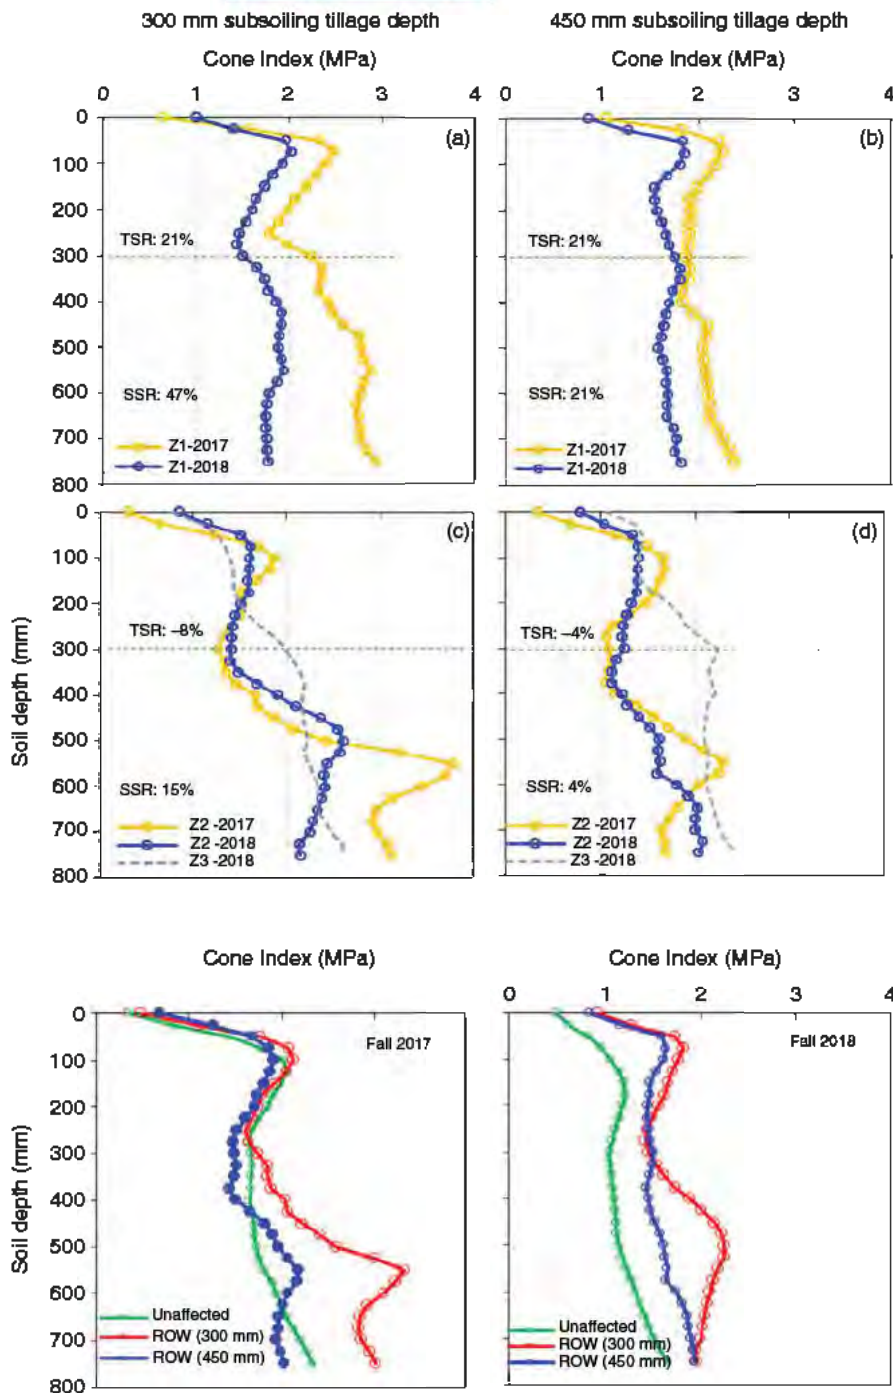 300 mm subsoiling tillage depth
450 mm subsoiling tillage depth
Cone Index (MPa)
Cone Index (MPa)
0 1 2 3 4
0 1 2 3 4
0
100
200
300
400
500
600
700
800
(a)
TSR: 21%
SSR: 47%
Z1-2017
Z1-2018
(b)
TSR: 21%
SSR: 21%
Z1-2017
Z1-2018
Soil depth (mm)
0
100
200
300
400
500
600
700
800
(c)
TSR: –8%
SSR: 15%
Z2 -2017
Z2 -2018
Z3 -2018
(d)
TSR: –4%
SSR: 4%
Z2 -2017
Z2 -2018
Z3 -2018
Cone Index (MPa)
Cone Index (MPa)
0 1 2 3 4
Soil depth (mm)
0
100
200
300
400
500
600
700
800
Fall 2017
Unaffected
ROW (300 mm)
ROW (450 mm)
Fall 2018
Unaffected
ROW (300 mm)
ROW (450 mm)